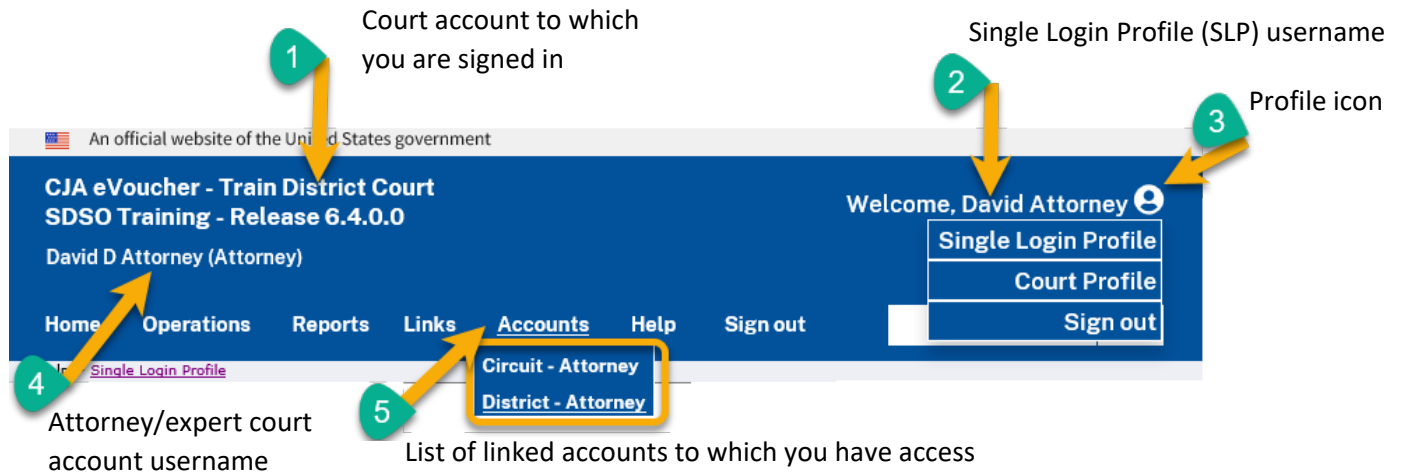 Court account to which
you are signed in
1
Single Login Profile (SLP) username
2
Profile icon
3
An official website of the United States government
CJA eVoucher - Train District Court
SDSO Training - Release 6.4.0.0
David D Attorney (Attorney)
Welcome, David Attorney
Single Login Profile
Court Profile
Sign out
Home Operations Reports Links Accounts Help Sign out
Single Login Profile
Circuit - Attorney
District - Attorney
4
Attorney/expert court
account username
5
List of linked accounts to which you have access